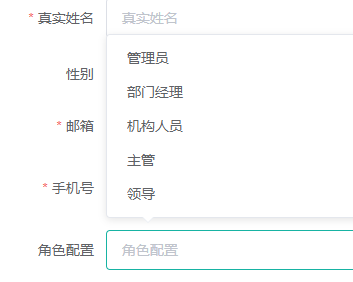 * 真实姓名 真实姓名
管理员
性别
部门经理
* 邮箱 机构人员
主管
* 手机号
领导
角色配置 角色配置